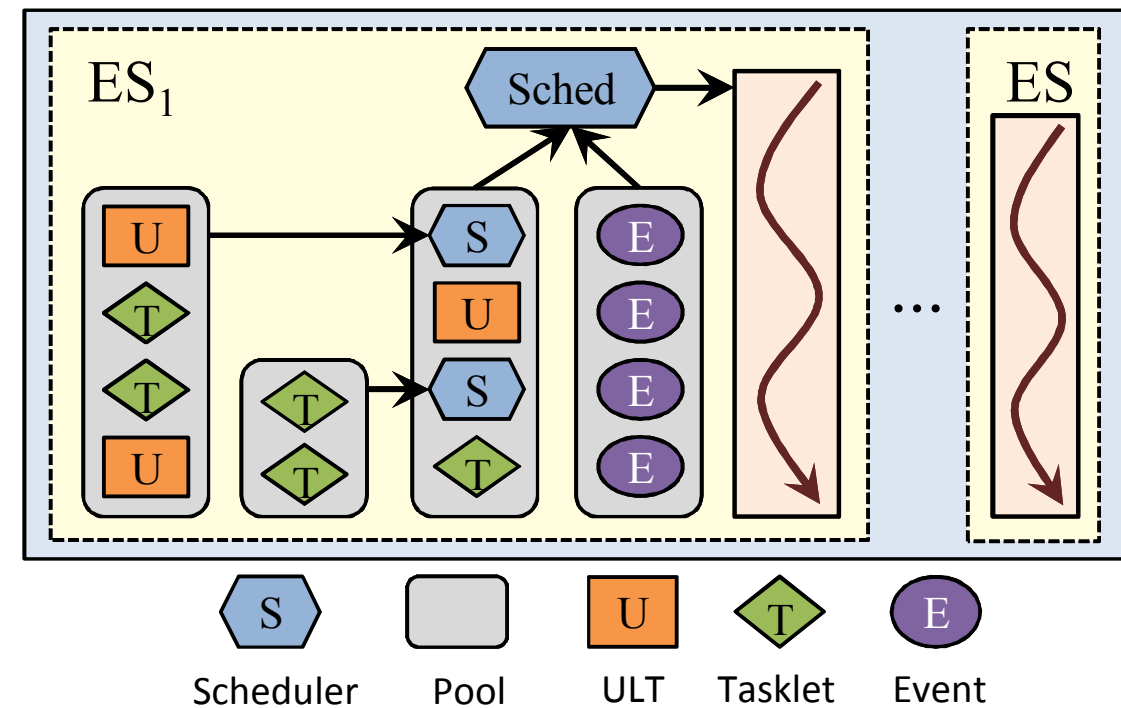 ES₁
Sched
ES
U
T
T
U
T
T
S
U
S
T
E
E
E
E
...
S
U
T
E
Scheduler
Pool
ULT
Tasklet
Event